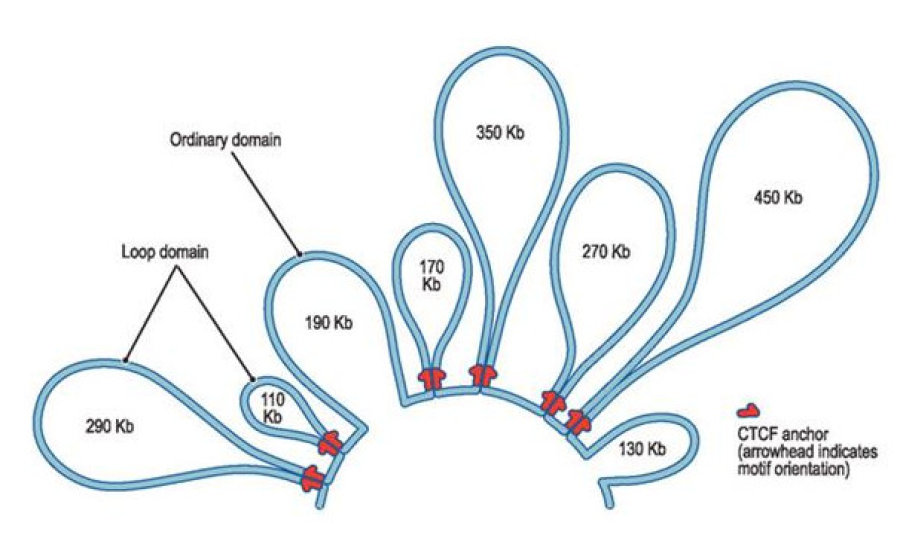 Ordinary domain
Loop domain
350 Kb
450 Kb
270 Kb
170
Kb
190 Kb
110
Kb
290 Kb
130 Kb
CTCF anchor
(arrowhead indicates
motif orientation)